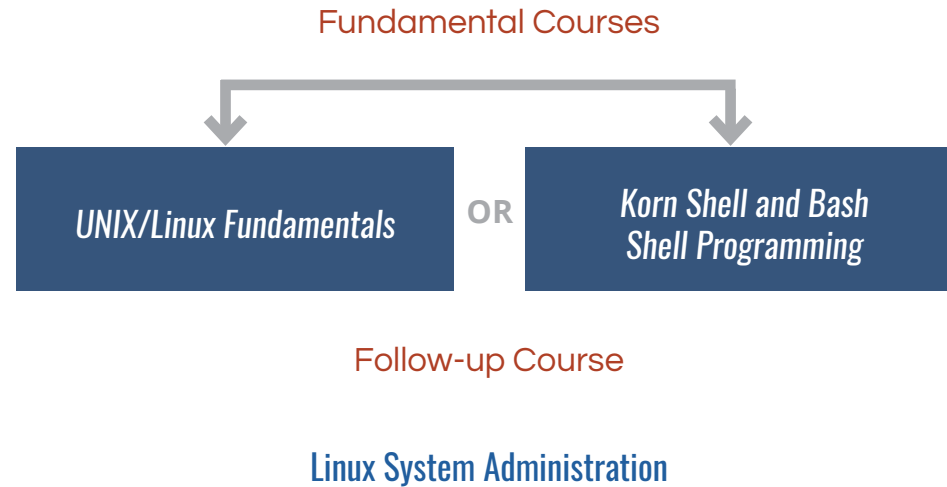 Fundamental Courses
UNIX/Linux Fundamentals
OR
Korn Shell and Bash
Shell Programming
Follow-up Course
Linux System Administration